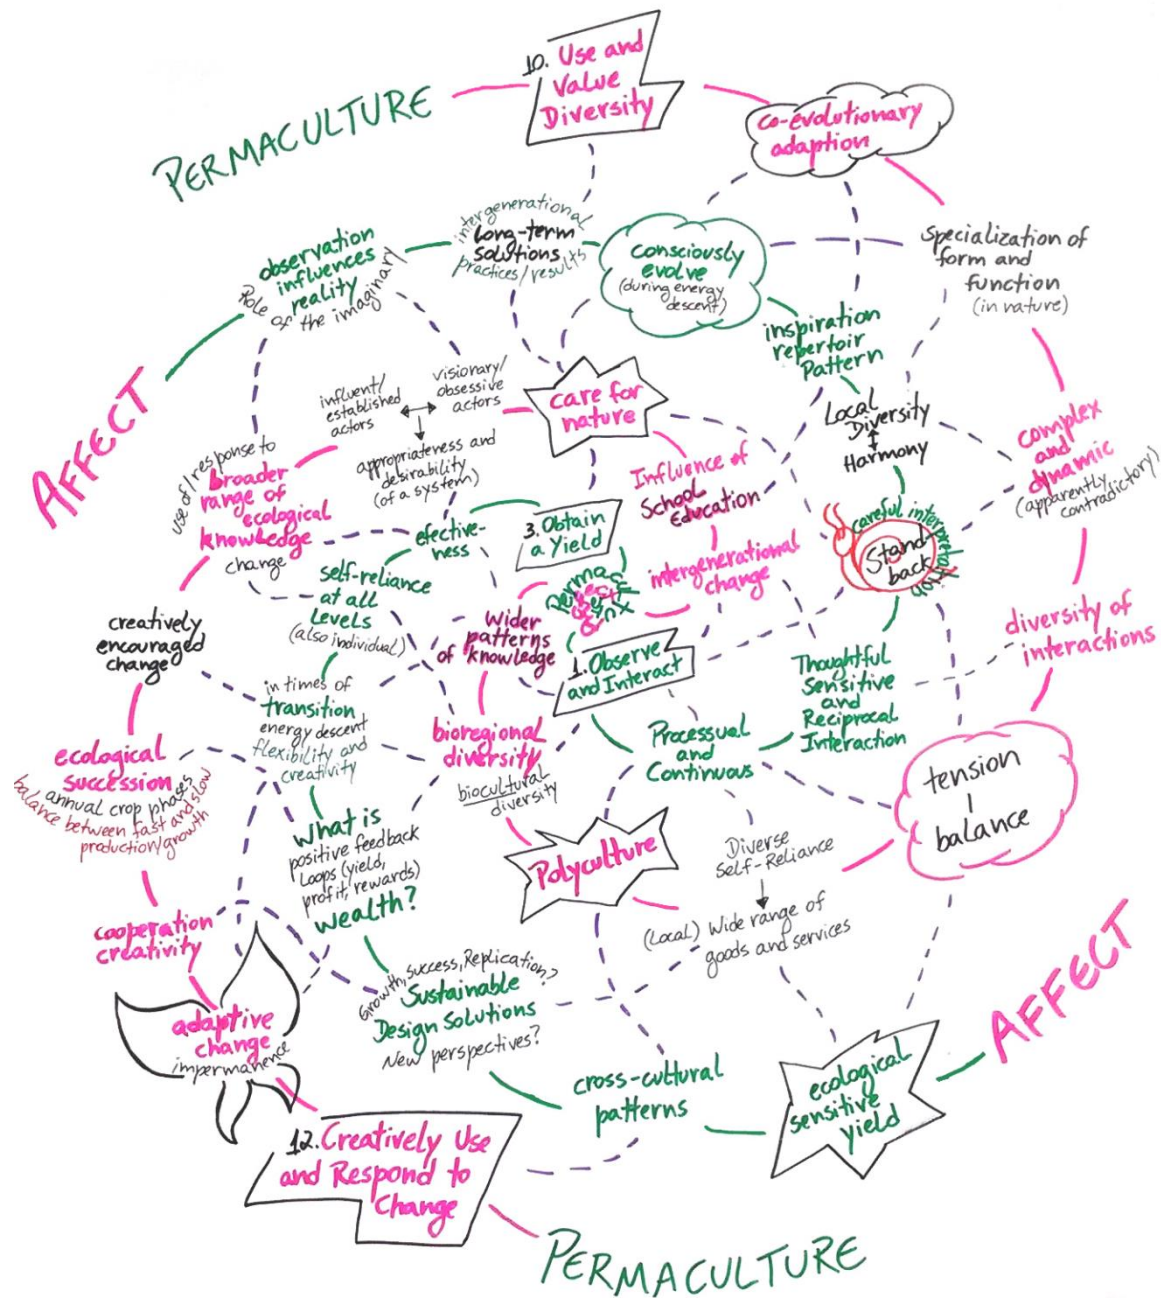 PERMACULTURE
10. Use and
Value
Diversity
co-evolutionary
adaption
intergenerational
Long-term
solutions
practices/results
consciously
evolve
(during energy
descent)
Specialization of
form and
function
(in nature)
observation
influences
reality
Role of the imaginary
inspiration
repertoir
Pattern
AFFECT
influent/
established
actors
visionary/
obsessive
actors
appropriateness and
desirability
(of a system)
care for
nature
Local
Diversity
Harmony
complex
and
dynamic
(apparently
contradictory)
use of/response to
broader
range of
ecological
knowledge
change
Influence of
School
Education
efective-
ness
3. Obtain
a Yield
careful interpretation
Stand-
back
intergenerational
change
self-reliance
at all
Levels
(also individual)
Permaculture
wider
patterns
of knowledge
1. Observe
and Interact
creatively
encouraged
change
diversity of
interactions
Thoughtful
Sensitive
and
Reciprocal
Interaction
in times of
transition
energy descent
flexibility and
creativity
bioregional
diversity
biocultural
diversity
Processual
and
Continuous
ecological
succession
annual crop phases
balance between fast and slow
production/growth
tension
balance
What is
positive feedback
Loops (yield,
profit, rewards)
wealth?
Polyculture
Diverse
Self-Reliance
(Local) Wide range of
goods and services
cooperation
creativity
Growth, success, Replication?
Sustainable
Design Solutions
New perspectives?
adaptive
change
impermanence
AFFECT
cross-cultural
patterns
ecological
sensitive
yield
12. Creatively Use
and Respond to
Change
PERMACULTURE